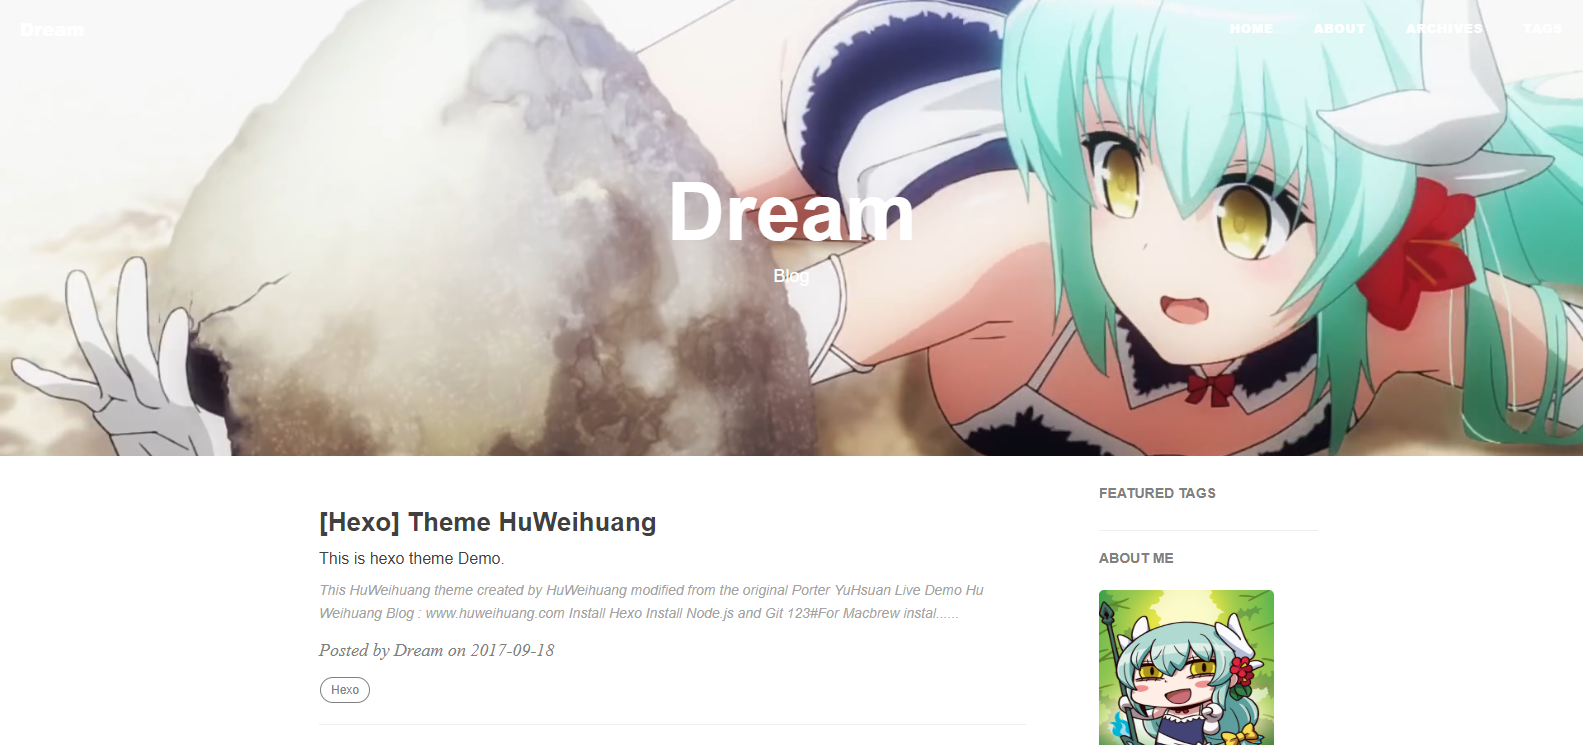 Dream
HOME ABOUT ARCHIVES TAGS
Dream
Blog
[Hexo] Theme HuWeihuang
This is hexo theme Demo.
This HuWeihuang theme created by HuWeihuang modified from the original Porter YuHsuan Live Demo Hu
Weihuang Blog : www.huweihuang.com Install Hexo Install Node.js and Git 123#For Macbrew instal......
Posted by Dream on 2017-09-18
Hexo
FEATURED TAGS
ABOUT ME